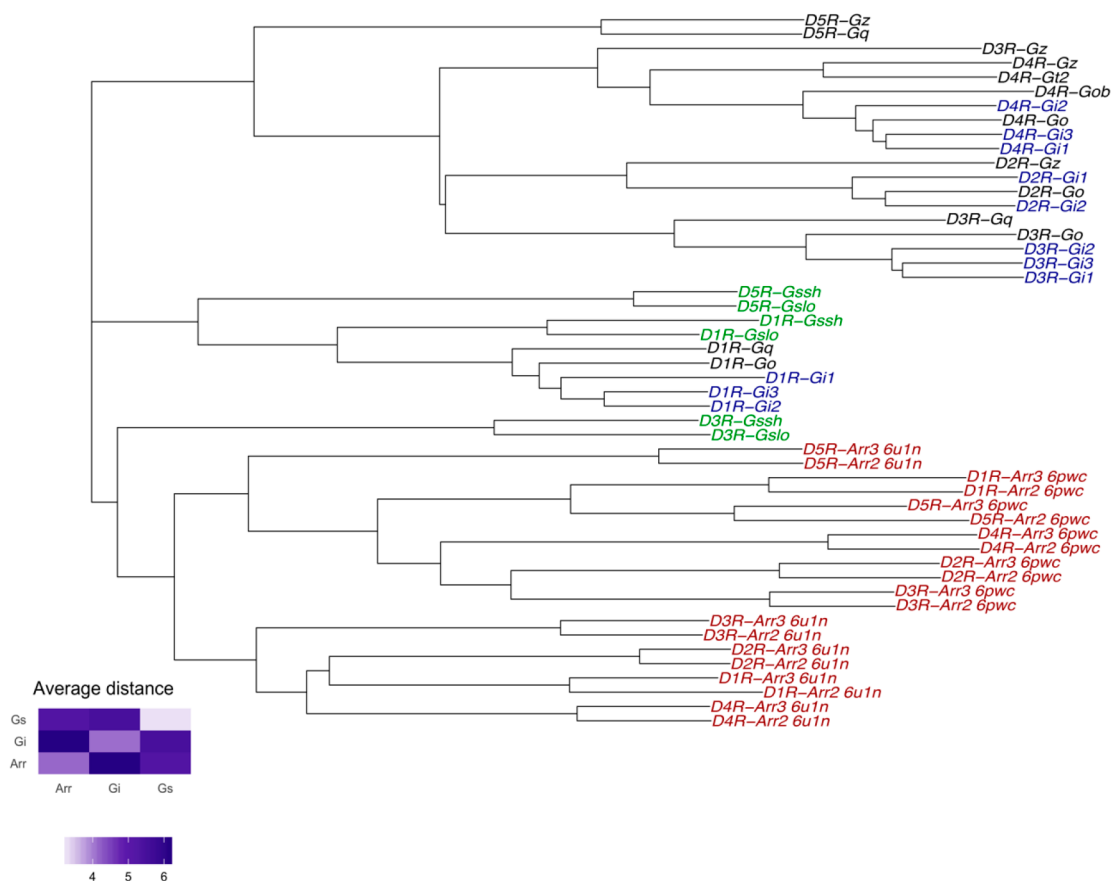 D5R–Gz
D5R–Gq
D3R–Gz
D4R–Gz
D4R–Gt2
D4R–Gob
D4R–Gi2
D4R–Go
D4R–Gi3
D4R–Gi1
D2R–Gz
D2R–Gi1
D2R–Go
D2R–Gi2
D3R–Gq
D3R–Go
D3R–Gi2
D3R–Gi3
D3R–Gi1
D5R–Gssh
D5R–Gslo
D1R–Gssh
D1R–Gslo
D1R–Gq
D1R–Go
D1R–Gi1
D1R–Gi3
D1R–Gi2
D3R–Gssh
D3R–Gslo
D5R–Arr3 6u1n
D5R–Arr2 6u1n
D1R–Arr3 6pwc
D1R–Arr2 6pwc
D5R–Arr3 6pwc
D5R–Arr2 6pwc
D4R–Arr3 6pwc
D4R–Arr2 6pwc
D2R–Arr3 6pwc
D2R–Arr2 6pwc
D3R–Arr3 6pwc
D3R–Arr2 6pwc
D3R–Arr3 6u1n
D3R–Arr2 6u1n
D2R–Arr3 6u1n
D2R–Arr2 6u1n
D1R–Arr3 6u1n
D1R–Arr2 6u1n
D4R–Arr3 6u1n
D4R–Arr2 6u1n
Average distance
Gs
Gi
Arr
Arr Gi Gs
4 5 6